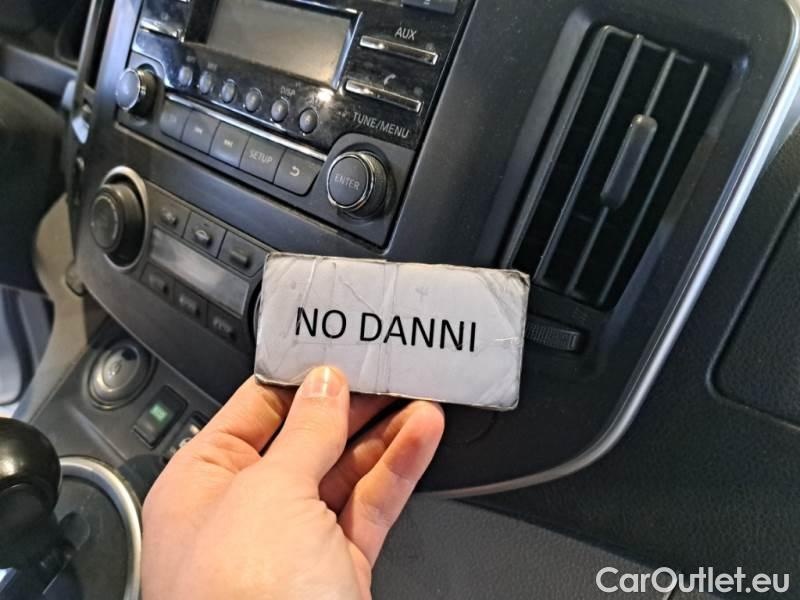 AUX
DISP
TUNE/MENU
SETUP
ENTER
NO DANNI
CarOutlet.eu